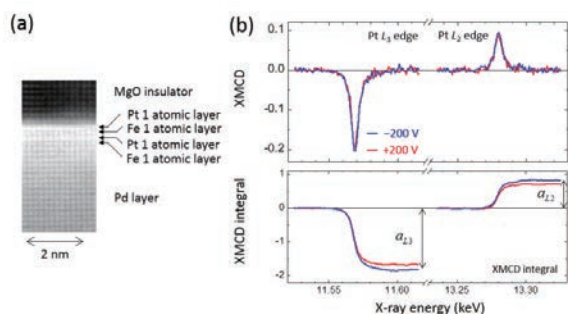 (a)
MgO insulator
Pt 1 atomic layer
Fe 1 atomic layer
Pt 1 atomic layer
Fe 1 atomic layer
Pd layer
2 nm
(b)
Pt L3 edge
Pt L2 edge
0.1
0.0
-0.1
-0.2
XMCD
−200 V
+200 V
1
0
-1
-2
XMCD integral
aL3
aL2
XMCD integral
11.55
11.60
13.25
13.30
X-ray energy (keV)